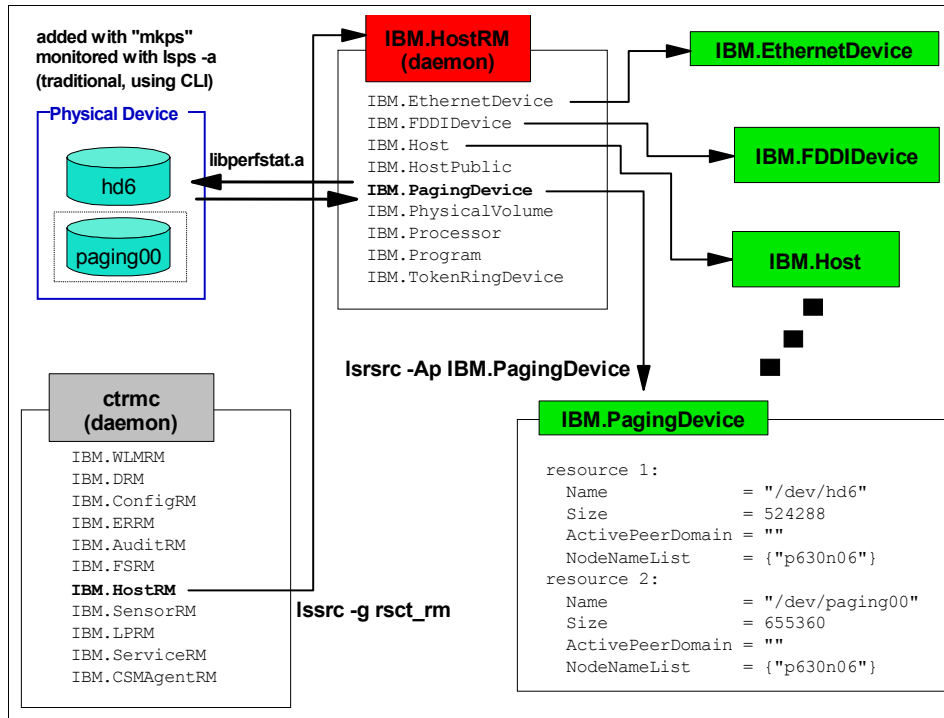 added with "mkps"
monitored with lsps -a
(traditional, using CLI)
Physical Device
hd6
paging00
libperfstat.a
IBM.HostRM
(daemon)
IBM.EthernetDevice
IBM.FDDIDevice
IBM.Host
IBM.HostPublic
IBM.PagingDevice
IBM.PhysicalVolume
IBM.Processor
IBM.Program
IBM.TokenRingDevice
IBM.EthernetDevice
IBM.FDDIDevice
IBM.Host
lsrsrc -Ap IBM.PagingDevice
ctrmc
(daemon)
IBM.WLMRM
IBM.DRM
IBM.ConfigRM
IBM.ERRM
IBM.AuditRM
IBM.FSRM
IBM.HostRM
IBM.SensorRM
IBM.LPRM
IBM.ServiceRM
IBM.CSMAgentRM
lssrc -g rsct_rm
IBM.PagingDevice
resource 1:
Name = "/dev/hd6"
Size = 524288
ActivePeerDomain = ""
NodeNameList = {"p630n06"}
resource 2:
Name = "/dev/paging00"
Size = 655360
ActivePeerDomain = ""
NodeNameList = {"p630n06"}